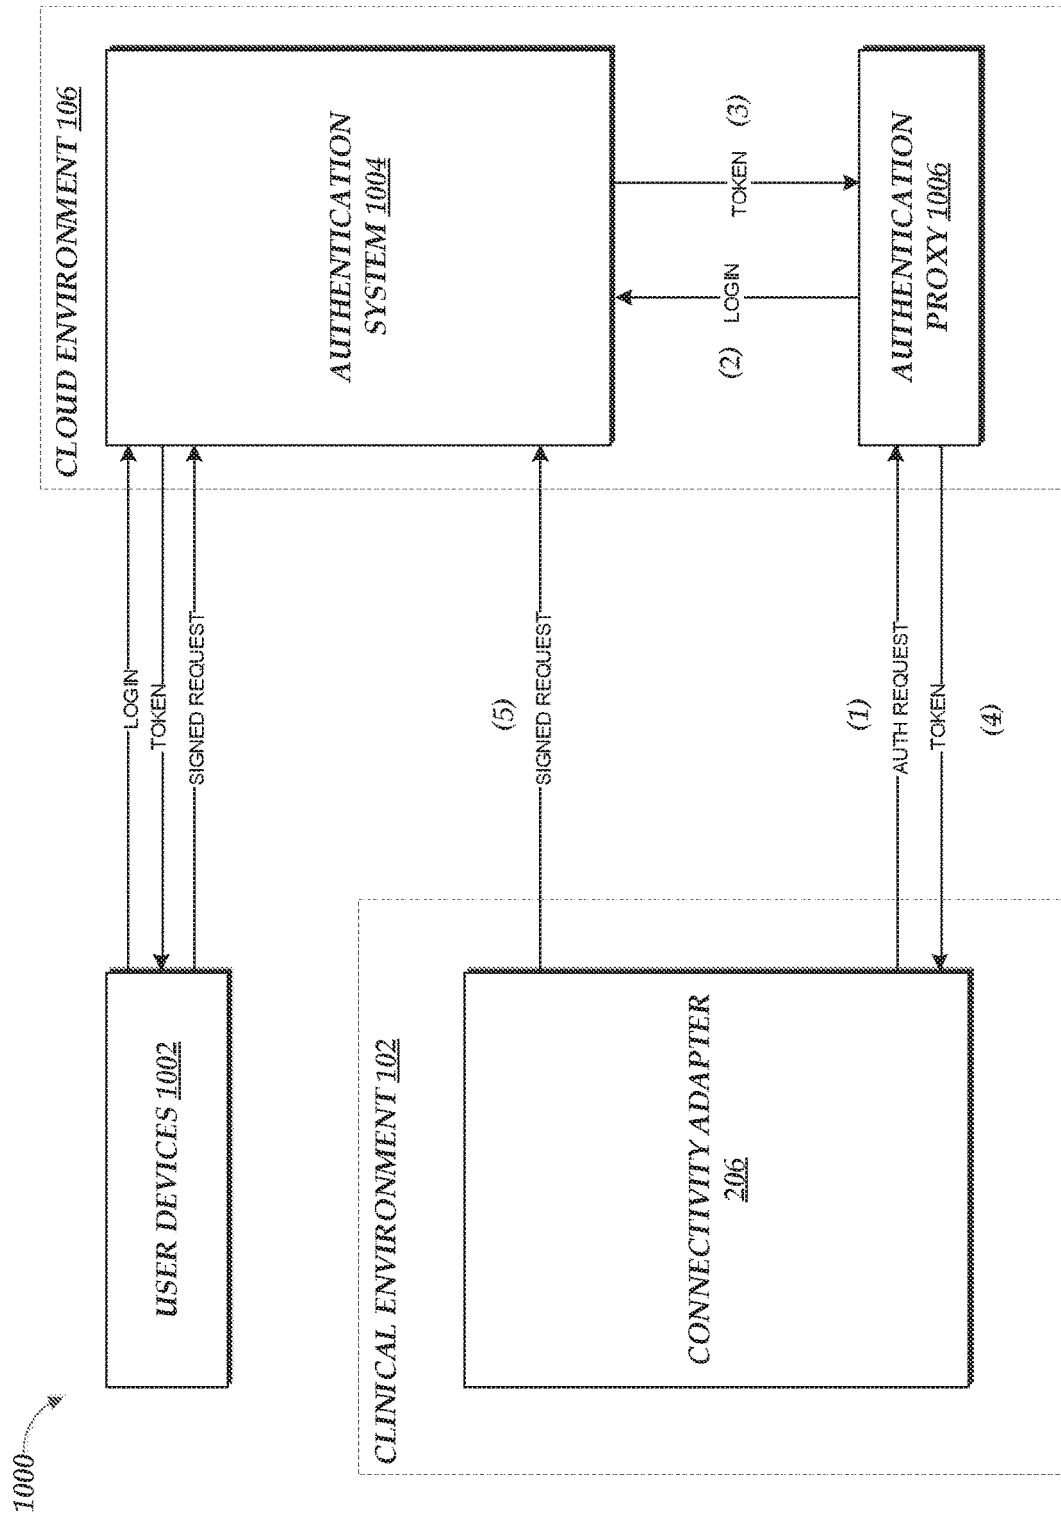 1000
CLOUD ENVIRONMENT 106
USER DEVICES 1002
LOGIN
TOKEN
SIGNED REQUEST
AUTHENTICATION
SYSTEM 1004
CLINICAL ENVIRONMENT 102
CONNECTIVITY ADAPTER
206
(5)
SIGNED REQUEST
(2) LOGIN
TOKEN (3)
(1)
AUTH REQUEST
TOKEN
(4)
AUTHENTICATION
PROXY 1006